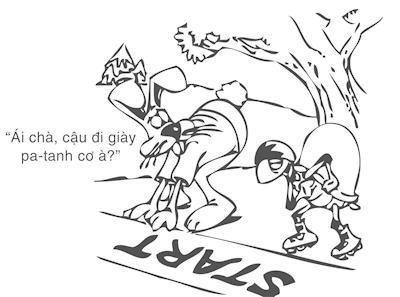 “Ái chà, cậu đi giày
pa-tanh cơ à?”
START